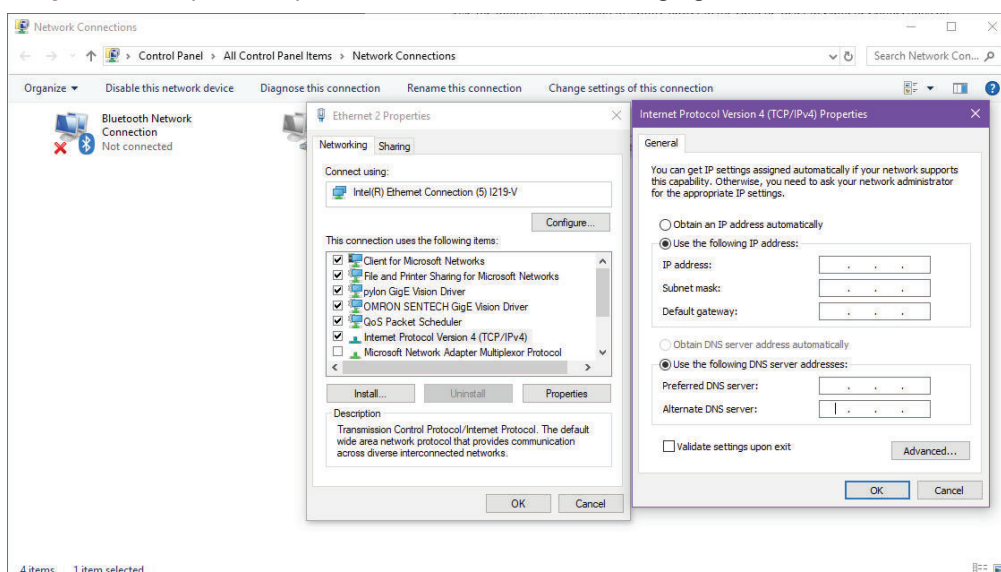 Network Connections
Control Panel > All Control Panel Items > Network Connections
Search Network Con...
Organize
Disable this network device
Diagnose this connection
Rename this connection
Change settings of this connection
Bluetooth Network
Connection
Not connected
Ethernet 2 Properties
Networking
Sharing
Connect using:
Intel(R) Ethernet Connection (5) I219-V
Configure...
This connection uses the following items:
Client for Microsoft Networks
File and Printer Sharing for Microsoft Networks
pylon GigE Vision Driver
OMRON SENTECH GigE Vision Driver
QoS Packet Scheduler
Internet Protocol Version 4 (TCP/IPv4)
Microsoft Network Adapter Multiplexor Protocol
Install...
Uninstall
Properties
Description
Transmission Control Protocol/Internet Protocol. The default
wide area network protocol that provides communication
across diverse interconnected networks.
OK
Cancel
Internet Protocol Version 4 (TCP/IPv4) Properties
General
You can get IP settings assigned automatically if your network supports
this capability. Otherwise, you need to ask your network administrator
for the appropriate IP settings.
Obtain an IP address automatically
Use the following IP address:
IP address:
Subnet mask:
Default gateway:
Obtain DNS server address automatically
Use the following DNS server addresses:
Preferred DNS server:
Alternate DNS server:
Validate settings upon exit
Advanced...
OK
Cancel
4 items
1 item selected